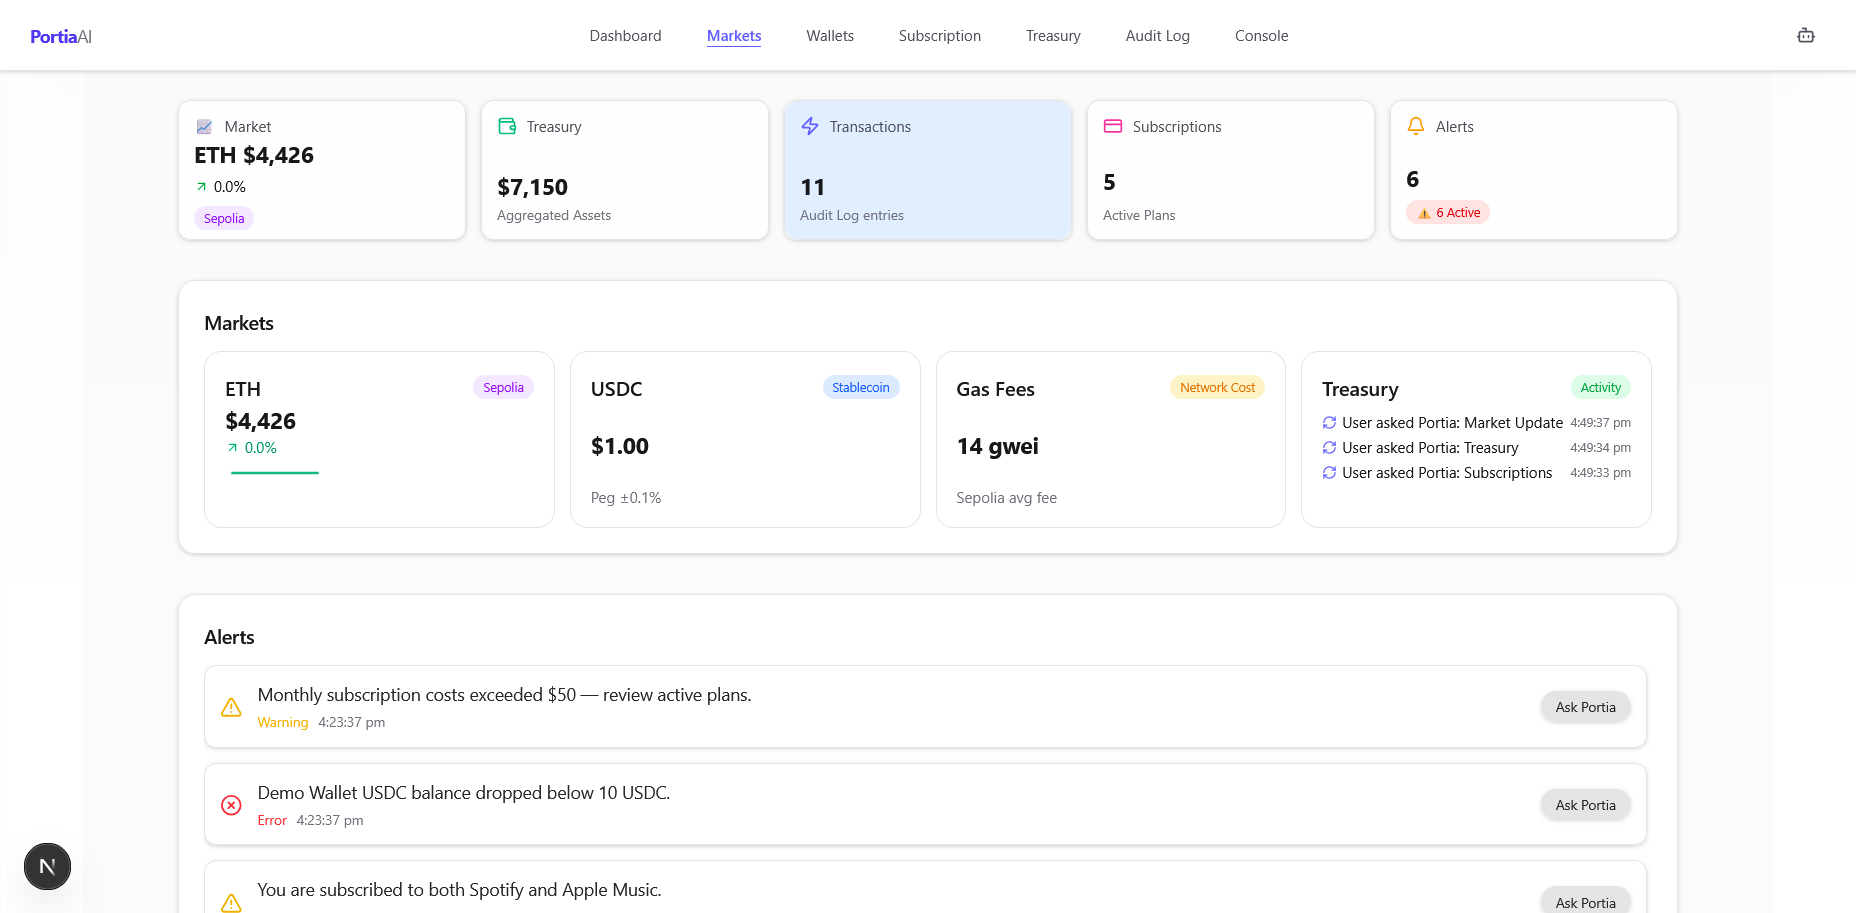 PortiaAI
Dashboard
Markets
Wallets
Subscription
Treasury
Audit Log
Console
Market
ETH $4,426
0.0%
Sepolia
Treasury
$7,150
Aggregated Assets
Transactions
11
Audit Log entries
Subscriptions
5
Active Plans
Alerts
6
6 Active
Markets
ETH
Sepolia
$4,426
0.0%
USDC
Stablecoin
$1.00
Peg ±0.1%
Gas Fees
Network Cost
14 gwei
Sepolia avg fee
Treasury
Activity
User asked Portia: Market Update 4:49:37 pm
User asked Portia: Treasury 4:49:34 pm
User asked Portia: Subscriptions 4:49:33 pm
Alerts
Monthly subscription costs exceeded $50 — review active plans.
Warning 4:23:37 pm
Ask Portia
Demo Wallet USDC balance dropped below 10 USDC.
Error 4:23:37 pm
Ask Portia
You are subscribed to both Spotify and Apple Music.
Ask Portia
N